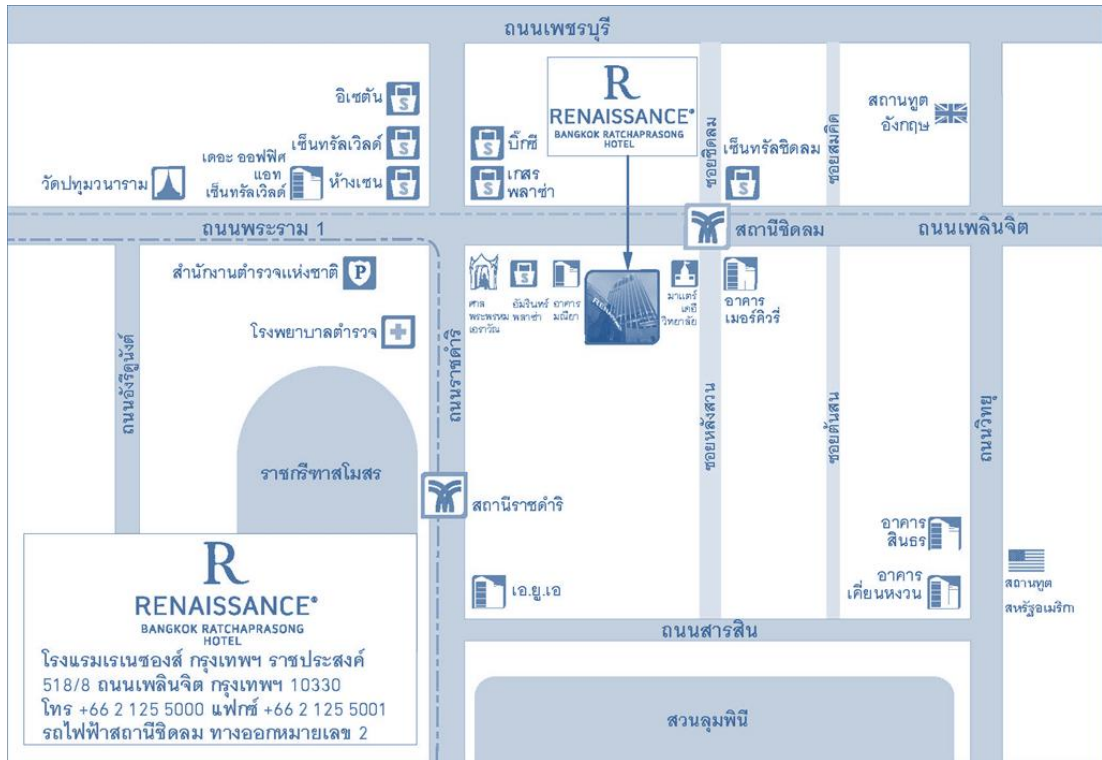 ถนนเพชรบุรี
อิเซตัน
เซ็นทรัลเวิลด์
เดอะ ออฟฟิศ
แอท
เซ็นทรัลเวิลด์
ห้างเซน
วัดปทุมวนาราม
บิ๊กซี
เกสร
พลาซ่า
R
RENAISSANCE®
BANGKOK RATCHAPRASONG
HOTEL
ซอยชิดลม
เซ็นทรัลชิดลม
ซอยสมคิด
สถานทูต
อังกฤษ
ถนนพระราม 1
สถานีชิดลม
ถนนเพลินจิต
สำนักงานตำรวจแห่งชาติ
P
โรงพยาบาลตำรวจ
ศาล
พระพรหม
เอราวัณ
อัมรินทร์
พลาซ่า
อาคาร
มณียา
มาแตร์
เดอี
วิทยาลัย
อาคาร
เมอร์คิวรี่
ถนนอังรีดูนังต์
ถนนราชดำริ
ซอยหลังสวน
ซอยต้นสน
ถนนวิทยุ
ราชกรีฑาสโมสร
สถานีราชดำริ
อาคาร
สินธร
อาคาร
เคี่ยนหงวน
สถานทูต
สหรัฐอเมริกา
เอ.ยู.เอ
ถนนสารสิน
สวนลุมพินี
R
RENAISSANCE®
BANGKOK RATCHAPRASONG
HOTEL
โรงแรมเรเนซองส์ กรุงเทพฯ ราชประสงค์
518/8 ถนนเพลินจิต กรุงเทพฯ 10330
โทร +66 2 125 5000 แฟกซ์ +66 2 125 5001
รถไฟฟ้าสถานีชิดลม ทางออกหมายเลข 2